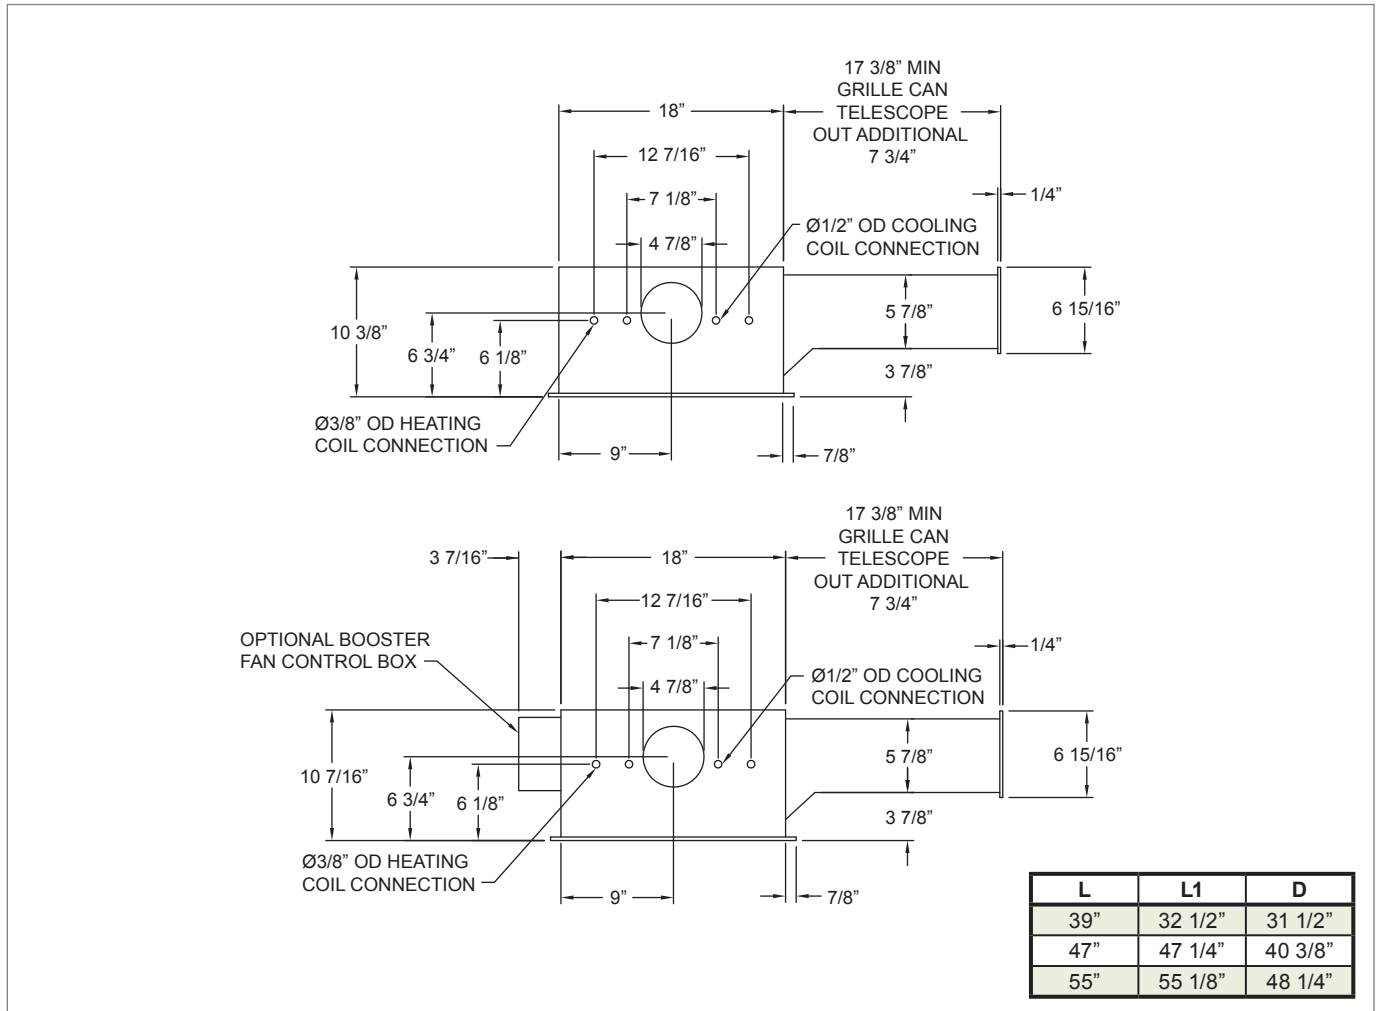 17 3/8” MIN
GRILLE CAN
TELESCOPE
OUT ADDITIONAL
7 3/4”
18”
12 7/16”
7 1/8”
4 7/8”
1/4”
Ø1/2” OD COOLING
COIL CONNECTION
10 3/8”
6 3/4”
6 1/8”
5 7/8”
6 15/16”
3 7/8”
Ø3/8” OD HEATING
COIL CONNECTION
9”
7/8”
17 3/8” MIN
GRILLE CAN
TELESCOPE
OUT ADDITIONAL
7 3/4”
3 7/16”
18”
12 7/16”
7 1/8”
4 7/8”
1/4”
OPTIONAL BOOSTER
FAN CONTROL BOX
Ø1/2” OD COOLING
COIL CONNECTION
10 7/16”
6 3/4”
6 1/8”
5 7/8”
6 15/16”
3 7/8”
Ø3/8” OD HEATING
COIL CONNECTION
9”
7/8”
L L1 D
39” 32 1/2” 31 1/2”
47” 47 1/4” 40 3/8”
55” 55 1/8” 48 1/4”